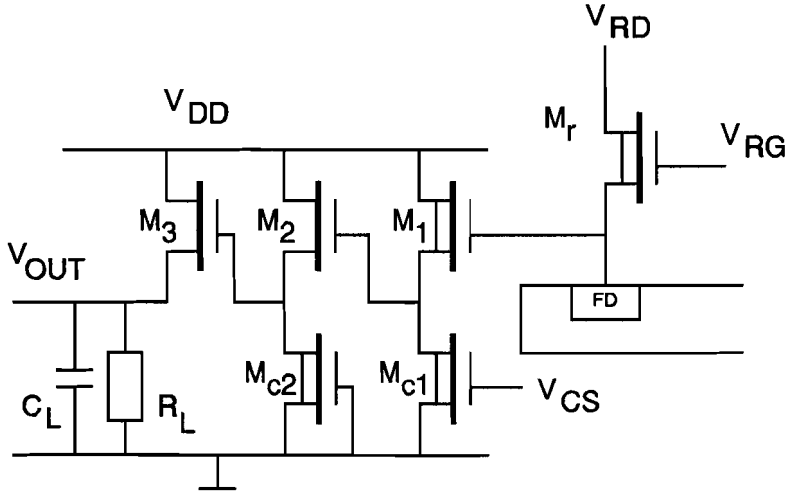 V_RD
V_DD
M_r
V_RG
M_3
M_2
M_1
V_OUT
FD
M_c2
M_c1
V_CS
C_L
R_L